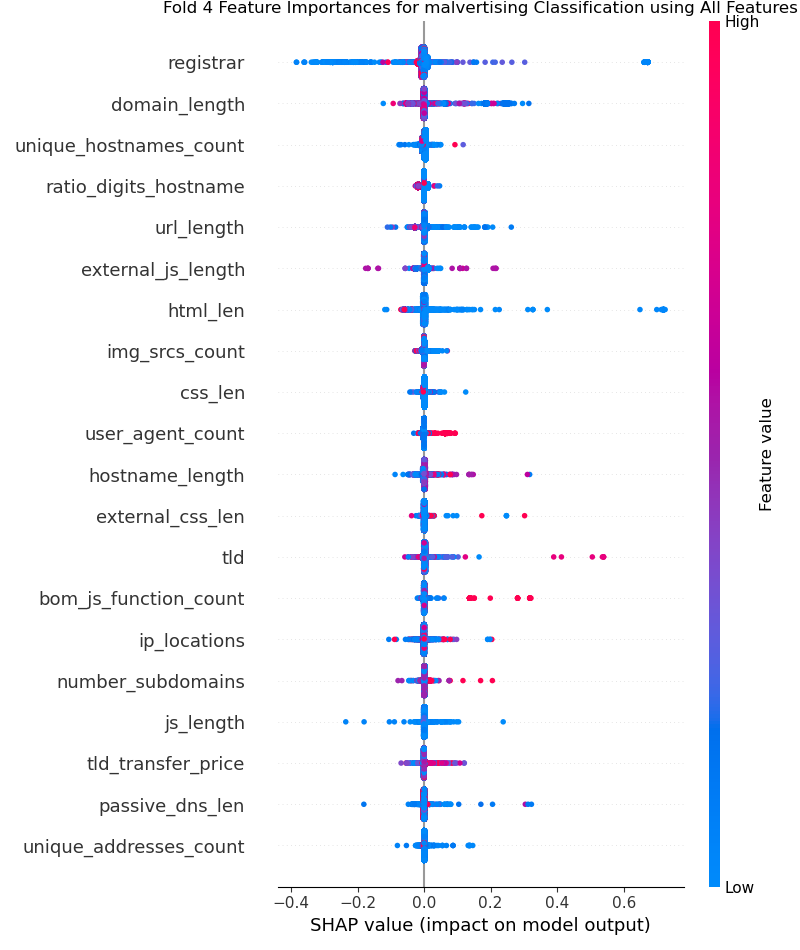 Fold 4 Feature Importances for malvertising Classification using All Features
High
registrar
domain_length
unique_hostnames_count
ratio_digits_hostname
url_length
external_js_length
html_len
img_srcs_count
css_len
user_agent_count
hostname_length
external_css_len
tld
bom_js_function_count
ip_locations
number_subdomains
js_length
tld_transfer_price
passive_dns_len
unique_addresses_count
Feature value
Low
−0.4 −0.2 0.0 0.2 0.4 0.6
SHAP value (impact on model output)